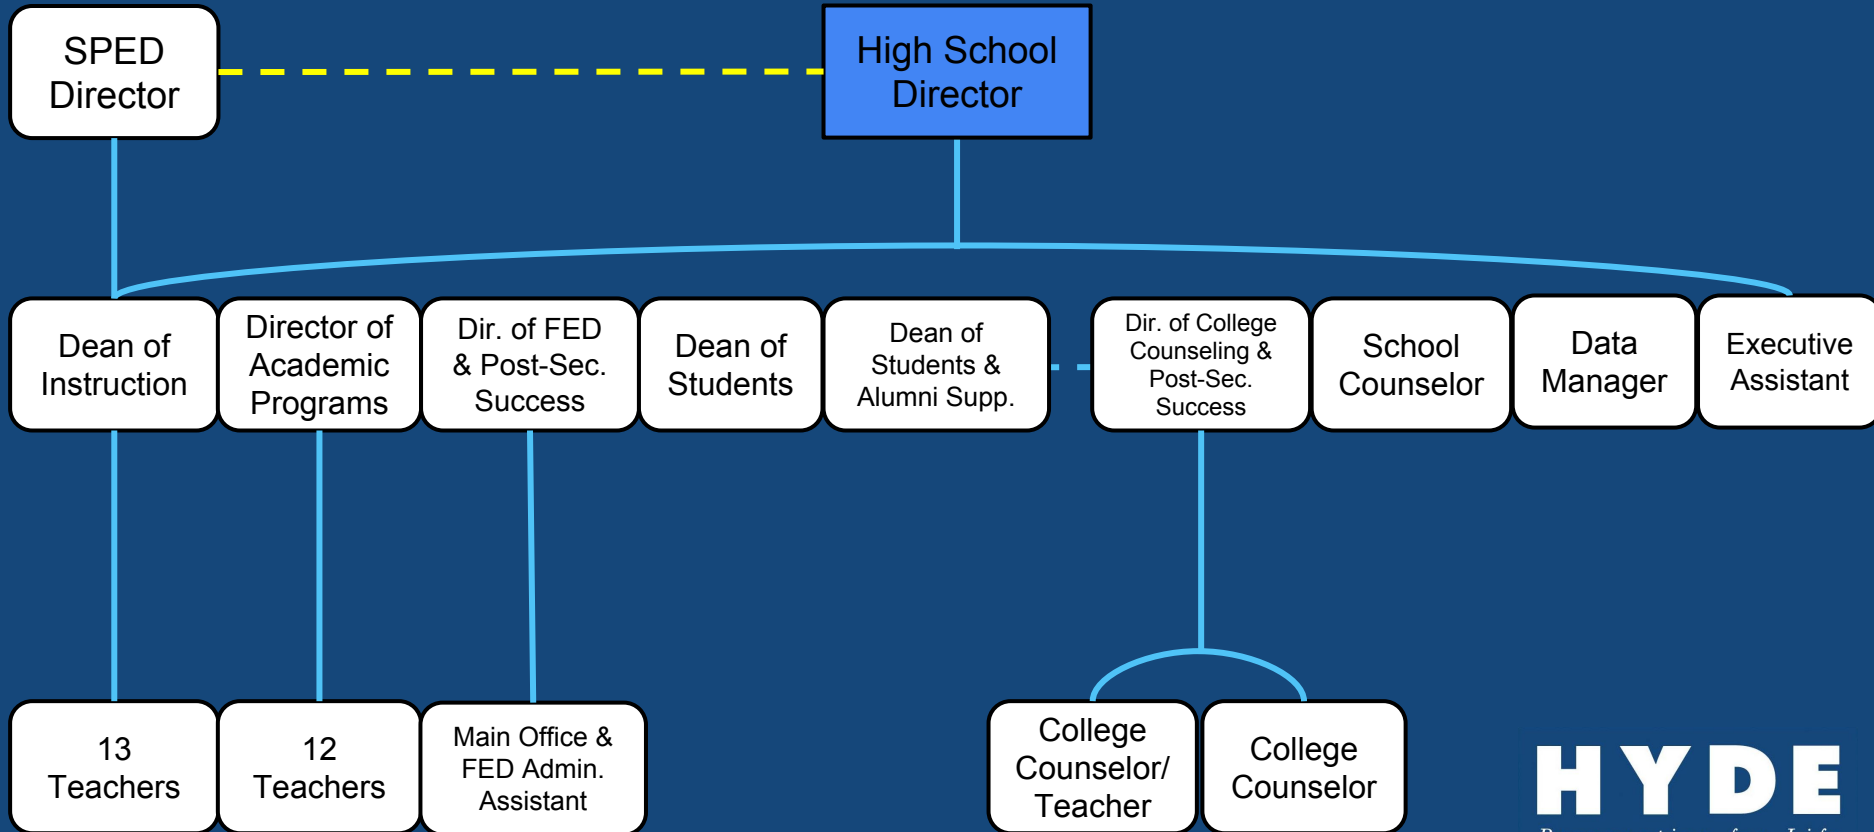 SPED
Director
High School
Director
Dean of
Instruction
Director of
Academic
Programs
Dir. of FED
& Post-Sec.
Success
Dean of
Students
Dean of
Students &
Alumni Supp.
Dir. of College
Counseling &
Post-Sec.
Success
School
Counselor
Data
Manager
Executive
Assistant
13
Teachers
12
Teachers
Main Office &
FED Admin.
Assistant
College
Counselor/
Teacher
College
Counselor
HYDE